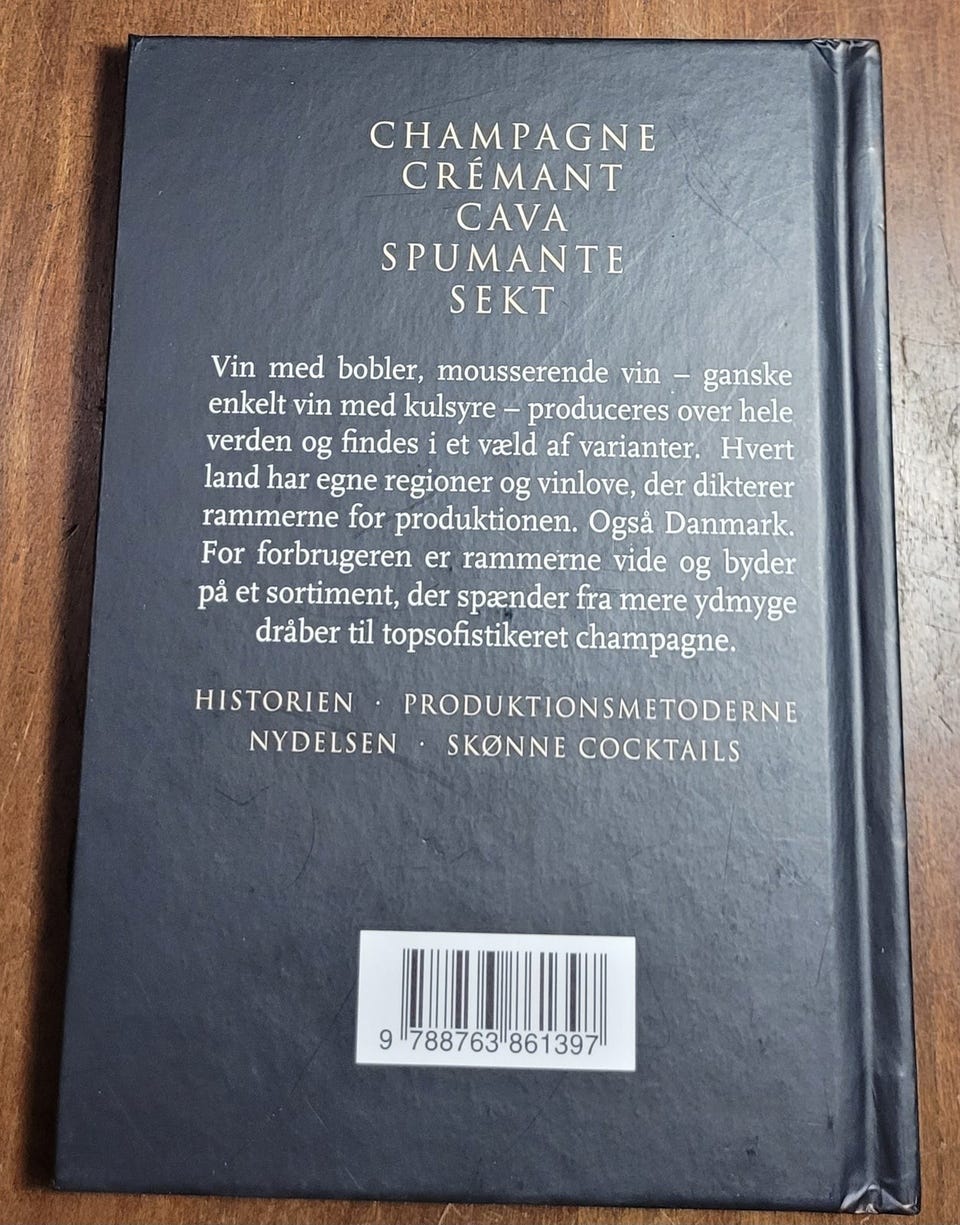 CHAMPAGNE
CRÉMANT
CAVA
SPUMANTE
SEKT
Vin med bobler, mousserende vin – ganske
enkelt vin med kulsyre – produceres over hele
verden og findes i et væld af varianter. Hvert
land har egne regioner og vinlove, der dikterer
rammerne for produktionen. Også Danmark.
For forbrugeren er rammerne vide og byder
på et sortiment, der spænder fra mere ydmyge
dråber til topsofistikeret champagne.
HISTORIEN · PRODUKTIONSMETODERNE
NYDELSEN · SKØNNE COCKTAILS
9 788763 861397